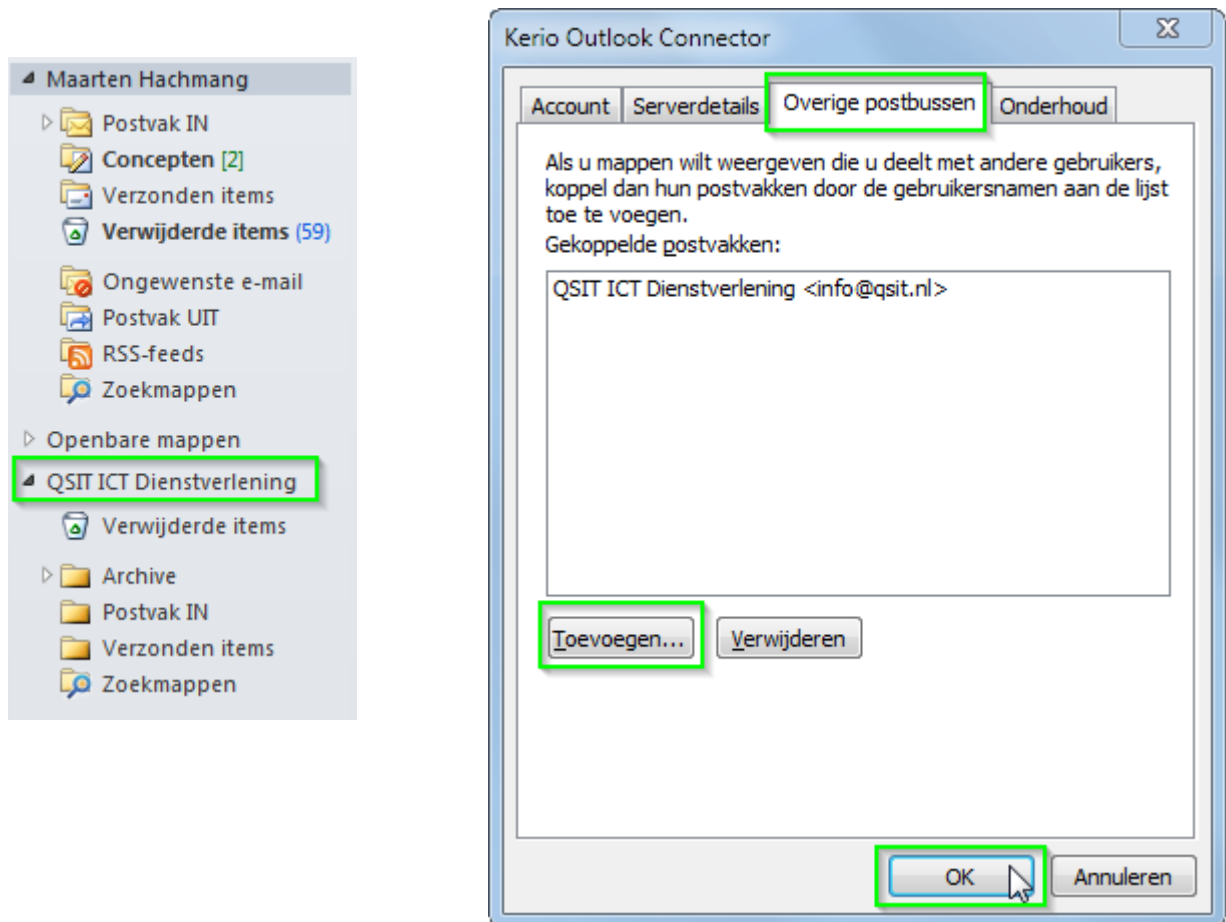 Maarten Hachmang
Postvak IN
Concepten [2]
Verzonden items
Verwijderde items (59)
Ongewenste e-mail
Postvak UIT
RSS-feeds
Zoekmappen
Openbare mappen
QSIT ICT Dienstverlening
Verwijderde items
Archive
Postvak IN
Verzonden items
Zoekmappen
Kerio Outlook Connector
Account Serverdetails Overige postbussen Onderhoud
Als u mappen wilt weergeven die u deelt met andere gebruikers,
koppel dan hun postvakken door de gebruikersnamen aan de lijst
toe te voegen.
Gekoppelde postvakken:
QSIT ICT Dienstverlening <info@qsit.nl>
Toevoegen... Verwijderen
OK Annuleren